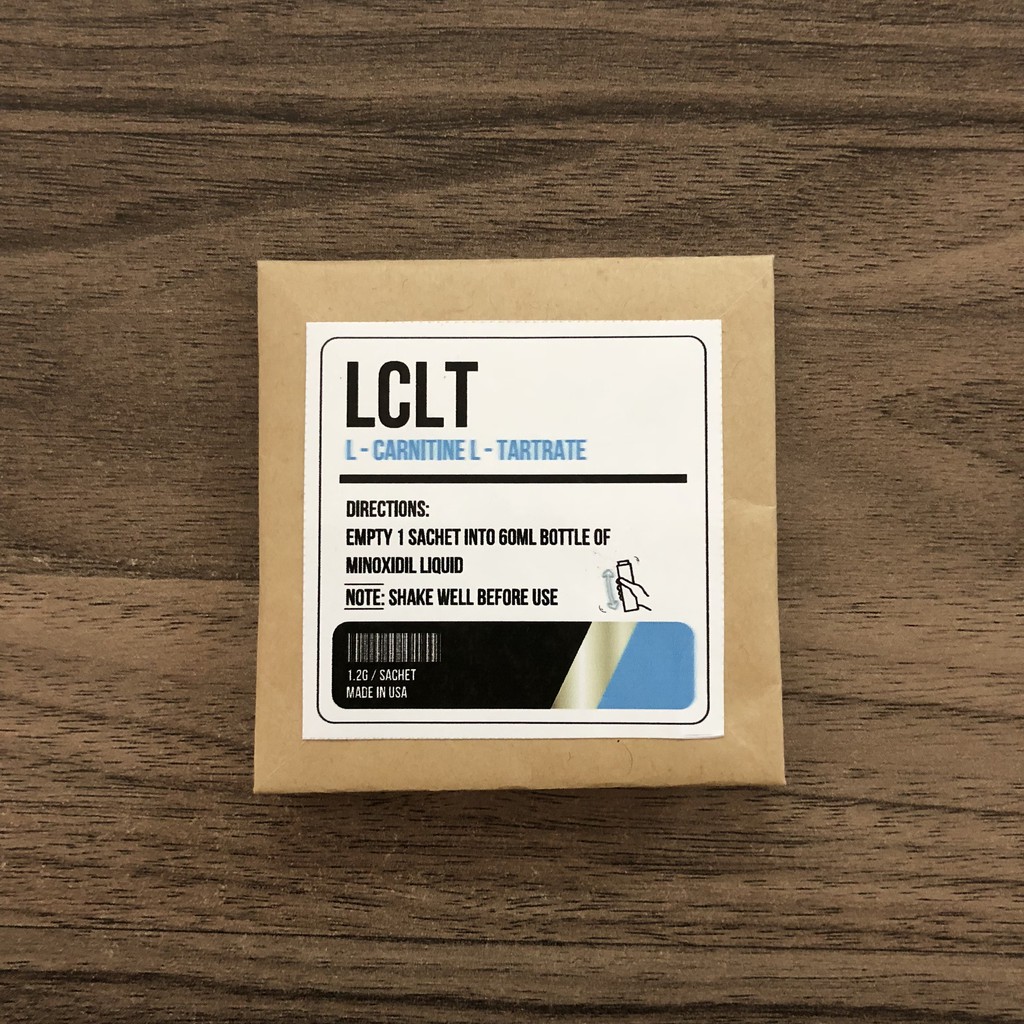 LCLT
L - CARNITINE L - TARTRATE
DIRECTIONS:
EMPTY 1 SACHET INTO 60ML BOTTLE OF
MINOXIDIL LIQUID
NOTE: SHAKE WELL BEFORE USE
1.2G / SACHET
MADE IN USA